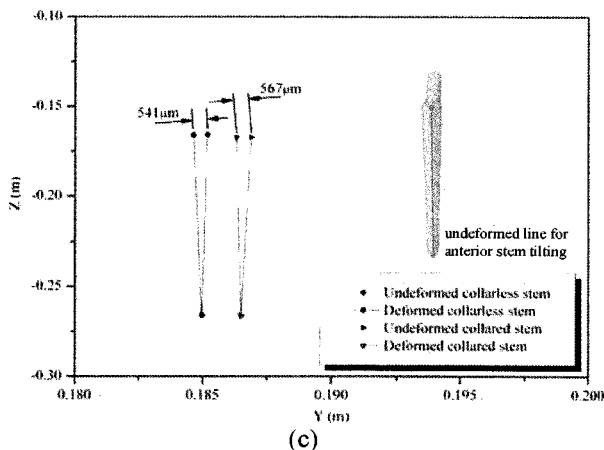 -0.10
-0.15
-0.20
-0.25
-0.30
Z (m)
567μm
541μm
undeformed line for
anterior stem tilting
Undeformed collarless stem
Deformed collarless stem
Undeformed collared stem
Deformed collared stem
0.180
0.185
0.190
0.195
0.200
Y (m)
(c)